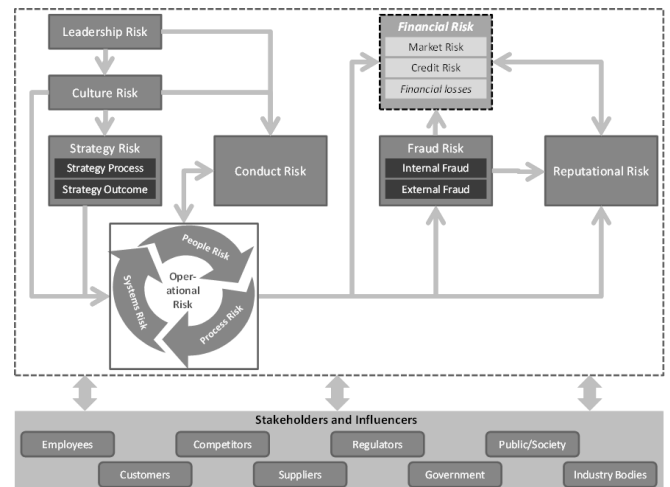 Leadership Risk
Culture Risk
Strategy Risk
Strategy Process
Strategy Outcome
Conduct Risk
Financial Risk
Market Risk
Credit Risk
Financial losses
Fraud Risk
Internal Fraud
External Fraud
Reputational Risk
People Risk
Oper-
ational
Risk
Systems Risk
Process Risk
Stakeholders and Influencers
Employees
Competitors
Regulators
Public/Society
Customers
Suppliers
Government
Industry Bodies